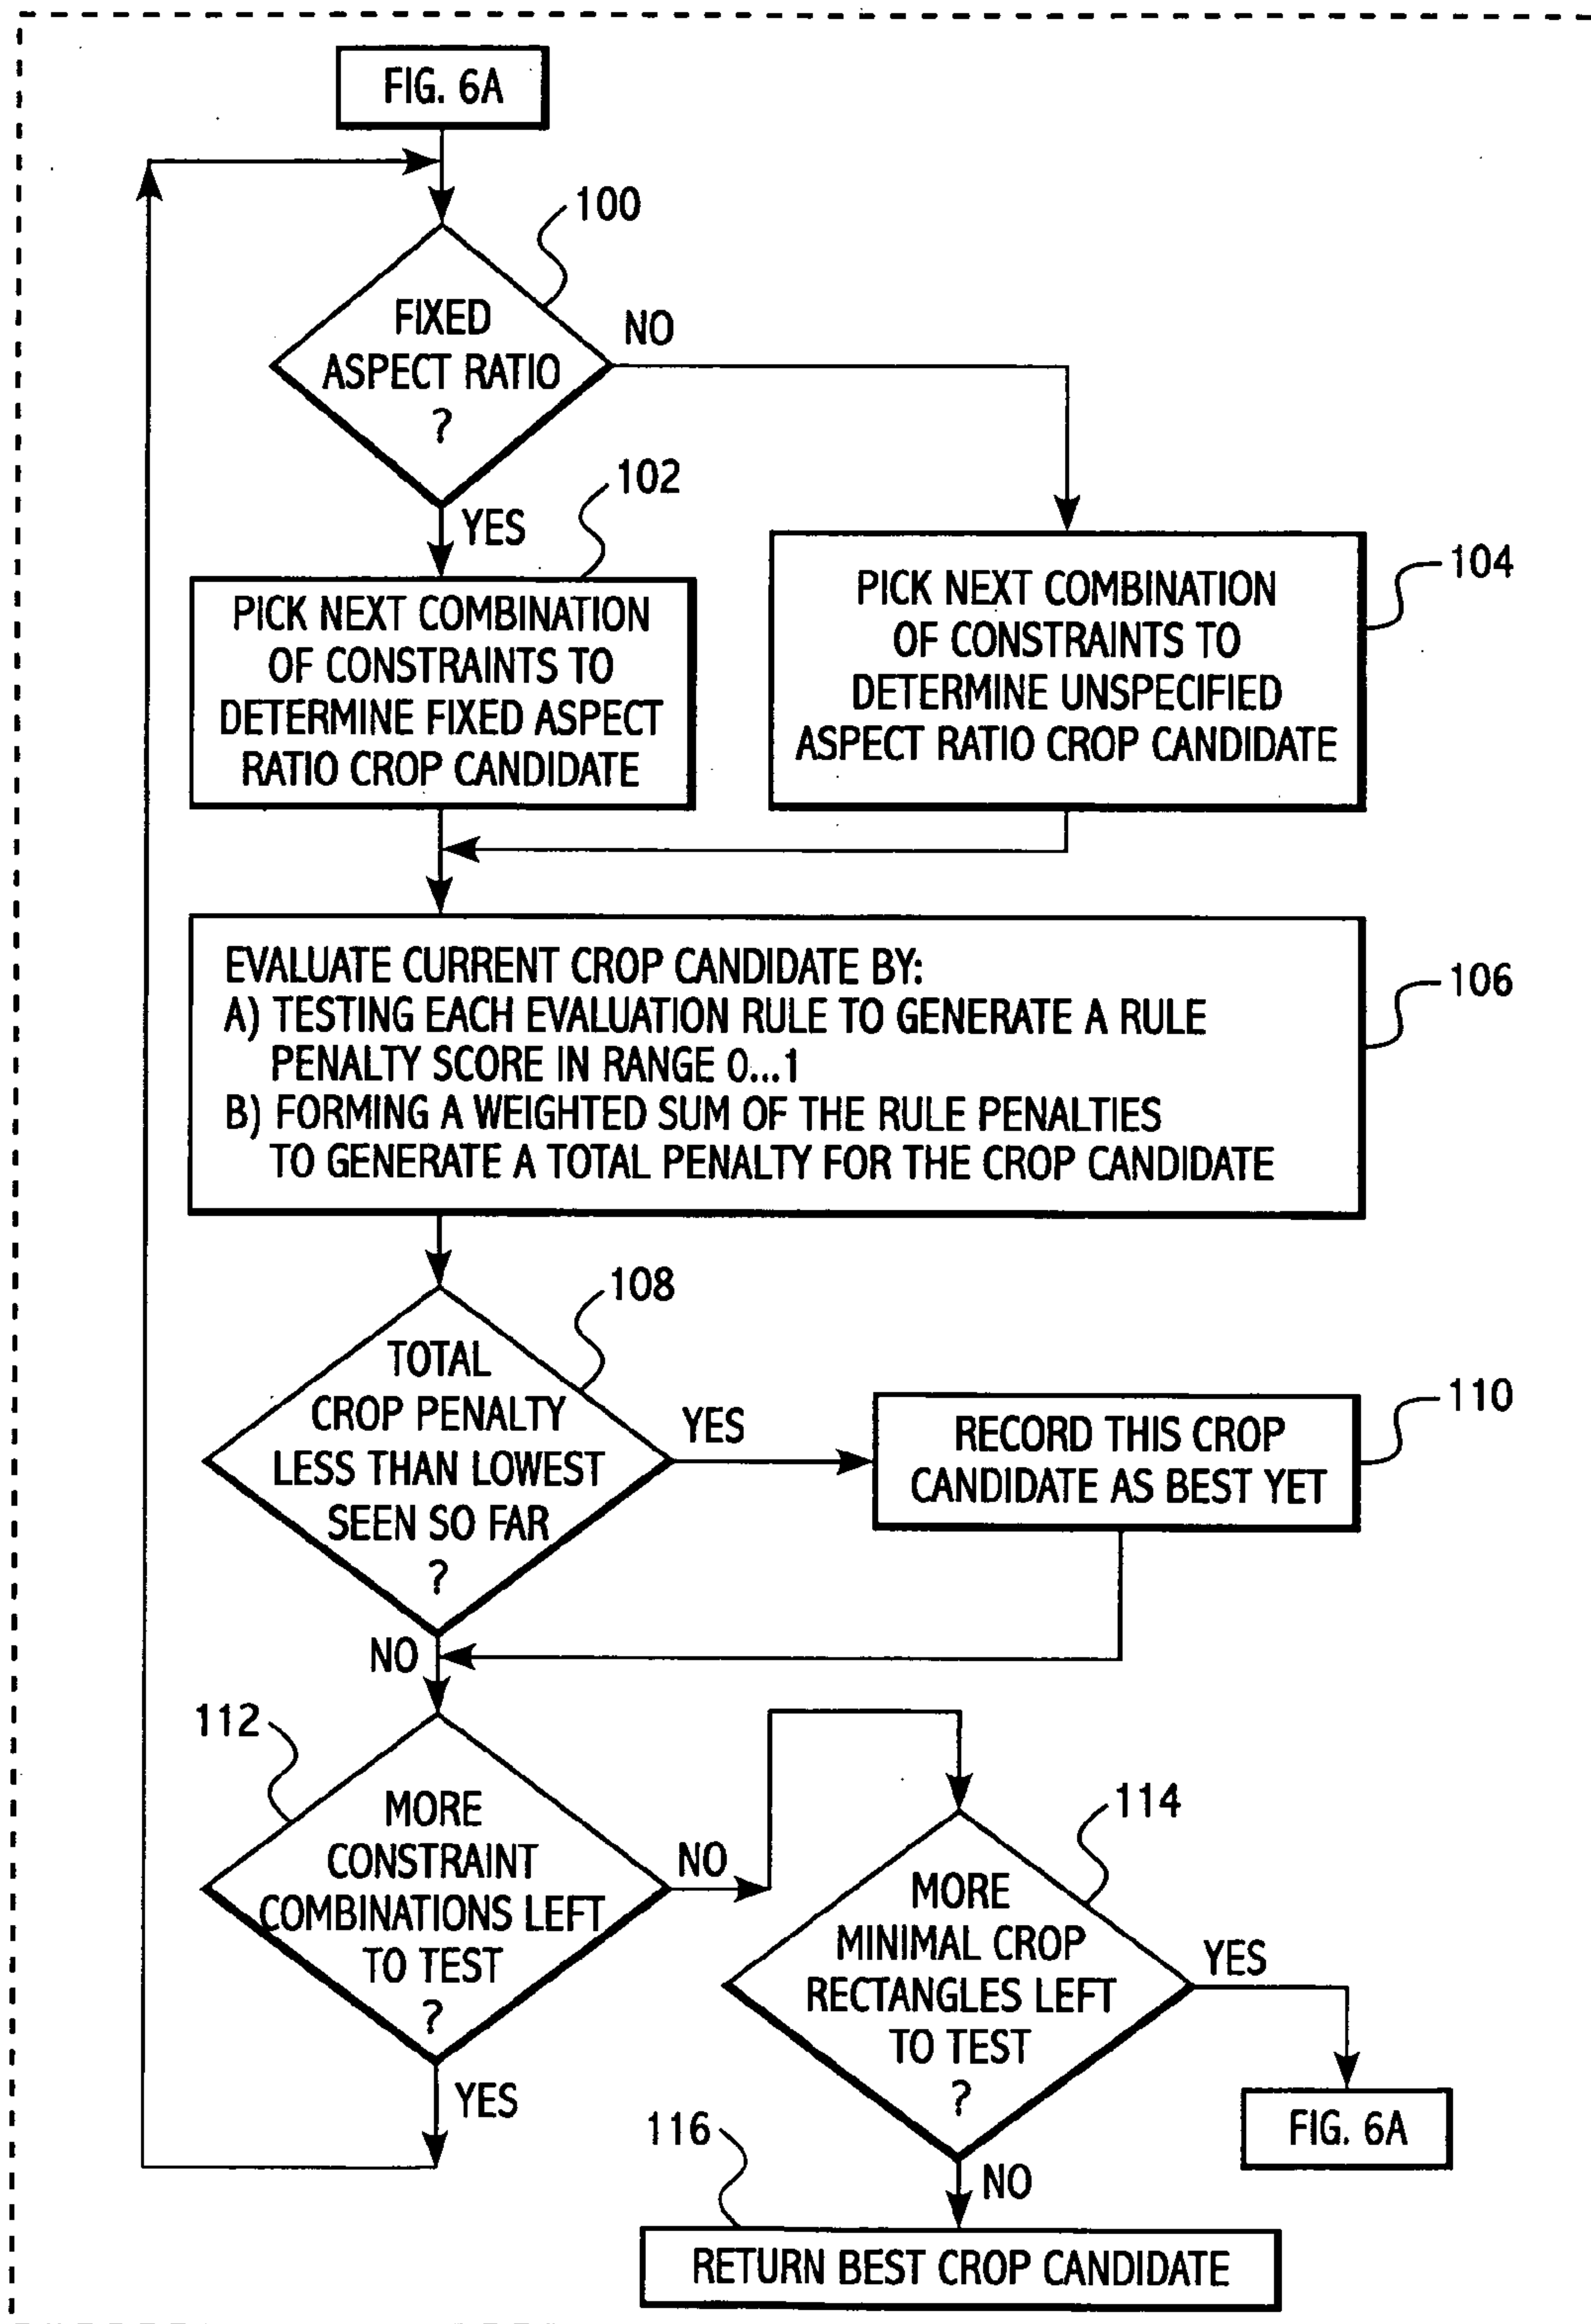 FIG. 6A
100
FIXED
ASPECT RATIO
?
NO
YES
102
PICK NEXT COMBINATION
OF CONSTRAINTS TO
DETERMINE FIXED ASPECT
RATIO CROP CANDIDATE
104
PICK NEXT COMBINATION
OF CONSTRAINTS TO
DETERMINE UNSPECIFIED
ASPECT RATIO CROP CANDIDATE
106
EVALUATE CURRENT CROP CANDIDATE BY:
A) TESTING EACH EVALUATION RULE TO GENERATE A RULE
PENALTY SCORE IN RANGE 0...1
B) FORMING A WEIGHTED SUM OF THE RULE PENALTIES
TO GENERATE A TOTAL PENALTY FOR THE CROP CANDIDATE
108
TOTAL
CROP PENALTY
LESS THAN LOWEST
SEEN SO FAR
?
YES
110
RECORD THIS CROP
CANDIDATE AS BEST YET
NO
112
MORE
CONSTRAINT
COMBINATIONS LEFT
TO TEST
?
NO
YES
114
MORE
MINIMAL CROP
RECTANGLES LEFT
TO TEST
?
YES
FIG. 6A
NO
116
RETURN BEST CROP CANDIDATE